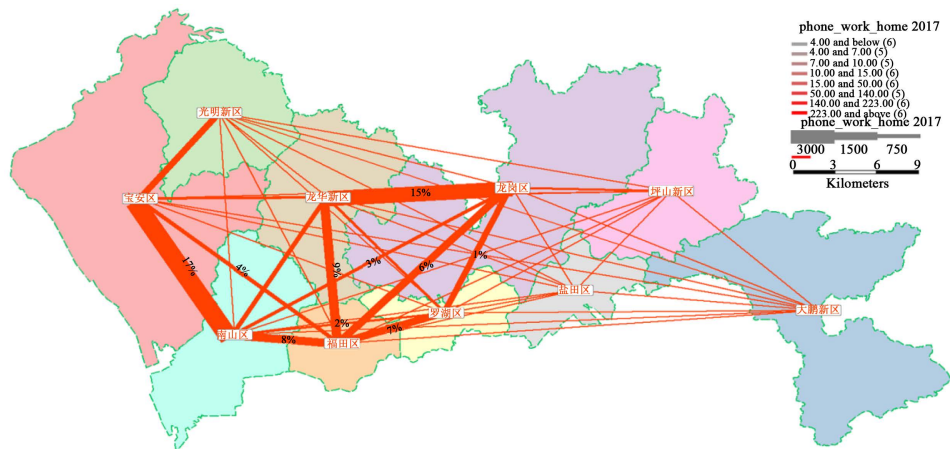 phone_work_home 2017
4.00 and below (6)
4.00 and 7.00 (5)
7.00 and 10.00 (5)
10.00 and 15.00 (6)
15.00 and 50.00 (6)
50.00 and 140.00 (5)
140.00 and 223.00 (6)
223.00 and above (6)
phone_work_home 2017
3000 1500 750
0 3 6 9
Kilometers
光明新区
宝安区
龙华新区
15%
龙岗区
坪山新区
17%
4%
9%
3%
6%
1%
盐田区
大鹏新区
南山区
8%
2%
福田区
7%
罗湖区